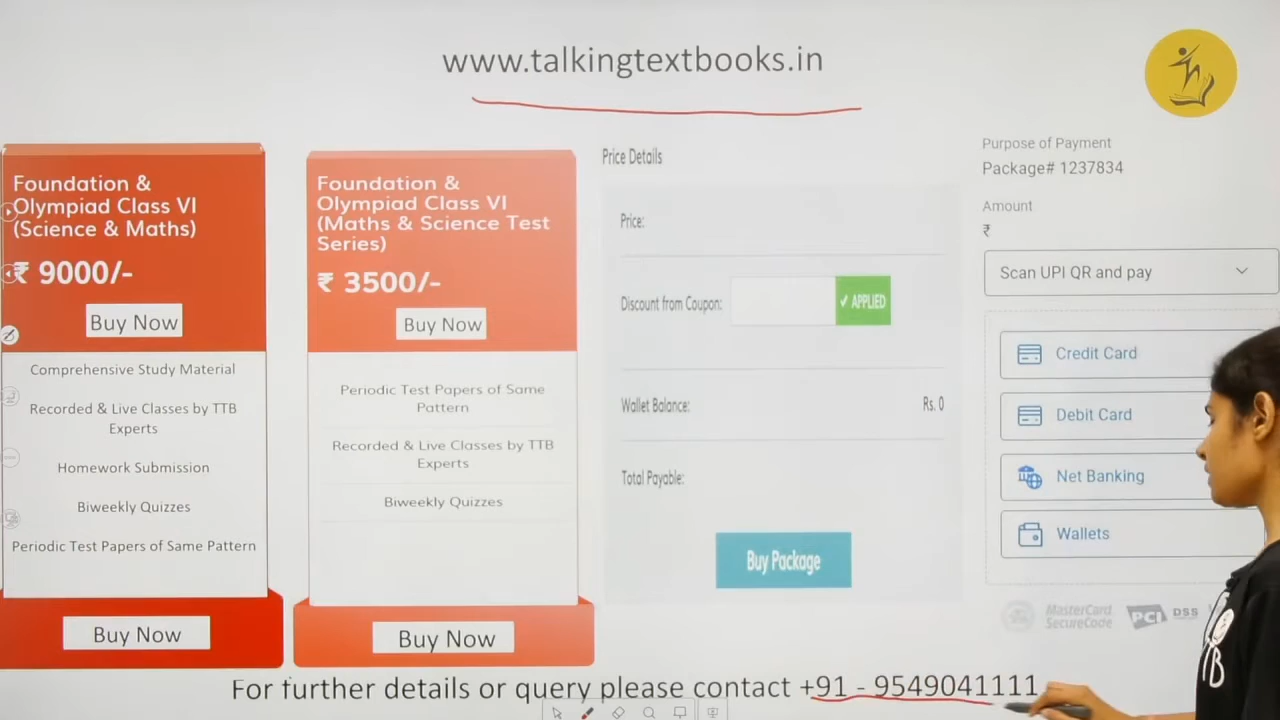 www.talkingtextbooks.in
Foundation &
Olympiad Class VI
(Science & Maths)
₹ 9000/-
Buy Now
Comprehensive Study Material
Recorded & Live Classes by TTB
Experts
Homework Submission
Biweekly Quizzes
Periodic Test Papers of Same Pattern
Buy Now
Foundation &
Olympiad Class VI
(Maths & Science Test
Series)
₹ 3500/-
Buy Now
Periodic Test Papers of Same
Pattern
Recorded & Live Classes by TTB
Experts
Biweekly Quizzes
Buy Now
Price Details
Price:
Discount from Coupon:
✓ APPLIED
Wallet Balance: Rs. 0
Total Payable:
Buy Package
Purpose of Payment
Package# 1237834
Amount
₹
Scan UPI QR and pay
Credit Card
Debit Card
Net Banking
Wallets
MasterCard
SecureCode
PCI DSS
For further details or query please contact +91 - 9549041111